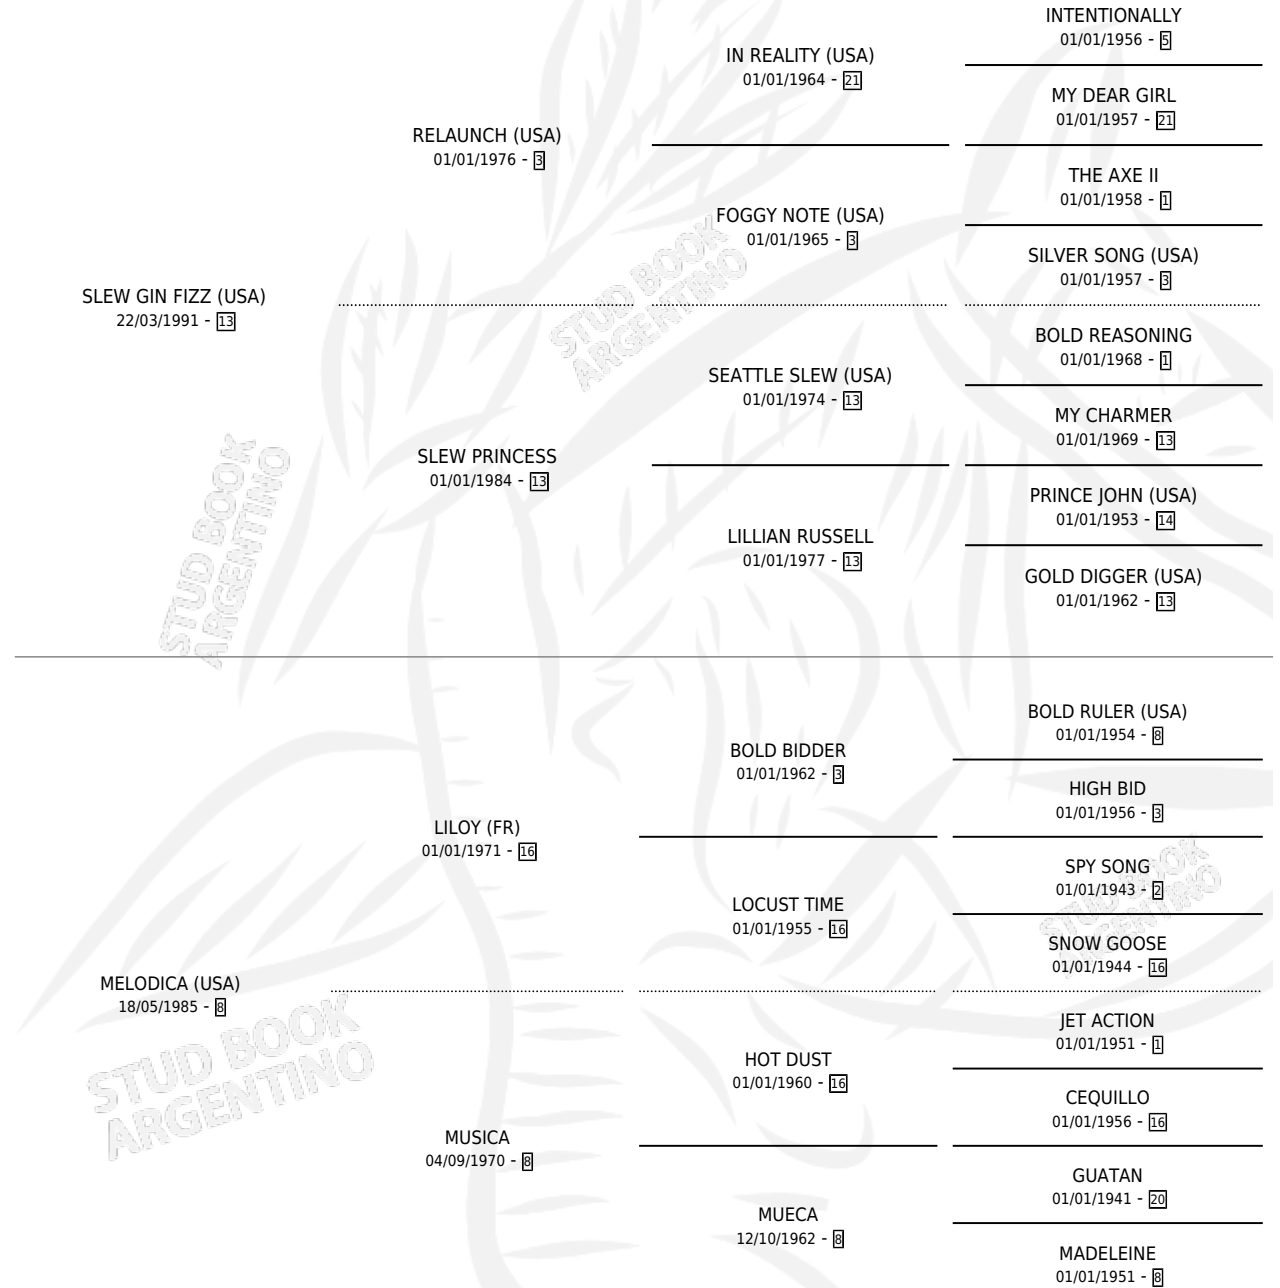 INTENTIONALLY
01/01/1956 - 5
IN REALITY (USA)
01/01/1964 - 21
MY DEAR GIRL
01/01/1957 - 21
RELAUNCH (USA)
01/01/1976 - 3
THE AXE II
01/01/1958 - 1
FOGGY NOTE (USA)
01/01/1965 - 3
SILVER SONG (USA)
01/01/1957 - 3
SLEW GIN FIZZ (USA)
22/03/1991 - 13
BOLD REASONING
01/01/1968 - 1
SEATTLE SLEW (USA)
01/01/1974 - 13
MY CHARMER
01/01/1969 - 13
SLEW PRINCESS
01/01/1984 - 13
PRINCE JOHN (USA)
01/01/1953 - 14
LILLIAN RUSSELL
01/01/1977 - 13
GOLD DIGGER (USA)
01/01/1962 - 13
BOLD RULER (USA)
01/01/1954 - 8
BOLD BIDDER
01/01/1962 - 3
HIGH BID
01/01/1956 - 3
LILOY (FR)
01/01/1971 - 16
SPY SONG
01/01/1943 - 2
LOCUST TIME
01/01/1955 - 16
SNOW GOOSE
01/01/1944 - 16
MELODICA (USA)
18/05/1985 - 8
JET ACTION
01/01/1951 - 1
HOT DUST
01/01/1960 - 16
CEQUILLO
01/01/1956 - 16
MUSICA
04/09/1970 - 8
GUATAN
01/01/1941 - 20
MUECA
12/10/1962 - 8
MADELEINE
01/01/1951 - 8
STUD BOOK
ARGENTINO
STUD BOOK
ARGENTINO
STUD BOOK
ARGENTINO
STUD BOOK
ARGENTINO